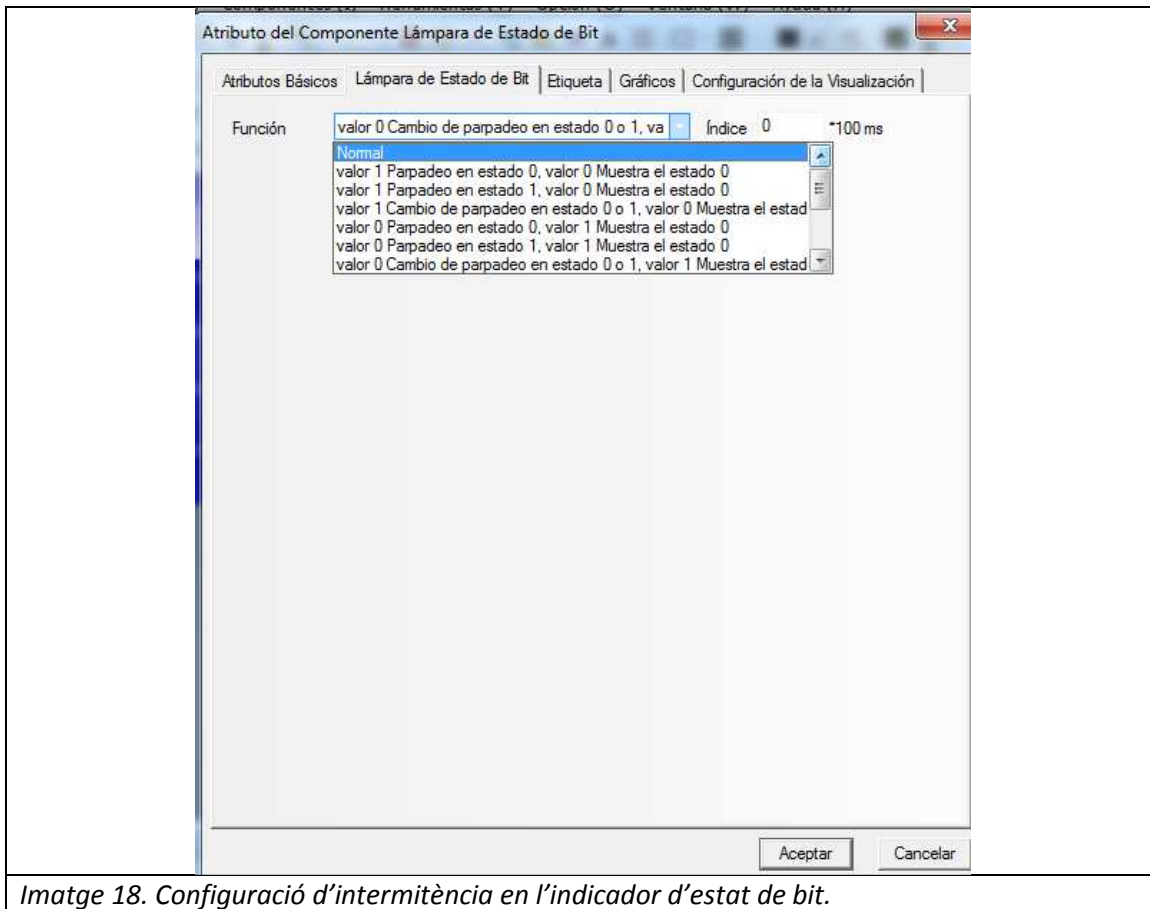 Atributo del Componente Lámpara de Estado de Bit
Atributos Básicos Lámpara de Estado de Bit Etiqueta Gráficos Configuración de la Visualización
Función valor 0 Cambio de parpadeo en estado 0 o 1, va Índice 0 *100 ms
Normal
valor 1 Parpadeo en estado 0, valor 0 Muestra el estado 0
valor 1 Parpadeo en estado 1, valor 0 Muestra el estado 0
valor 1 Cambio de parpadeo en estado 0 o 1, valor 0 Muestra el estad
valor 0 Parpadeo en estado 0, valor 1 Muestra el estado 0
valor 0 Parpadeo en estado 1, valor 1 Muestra el estado 0
valor 0 Cambio de parpadeo en estado 0 o 1, valor 1 Muestra el estad
Aceptar Cancelar
Imatge 18. Configuració d’intermitència en l’indicador d’estat de bit.